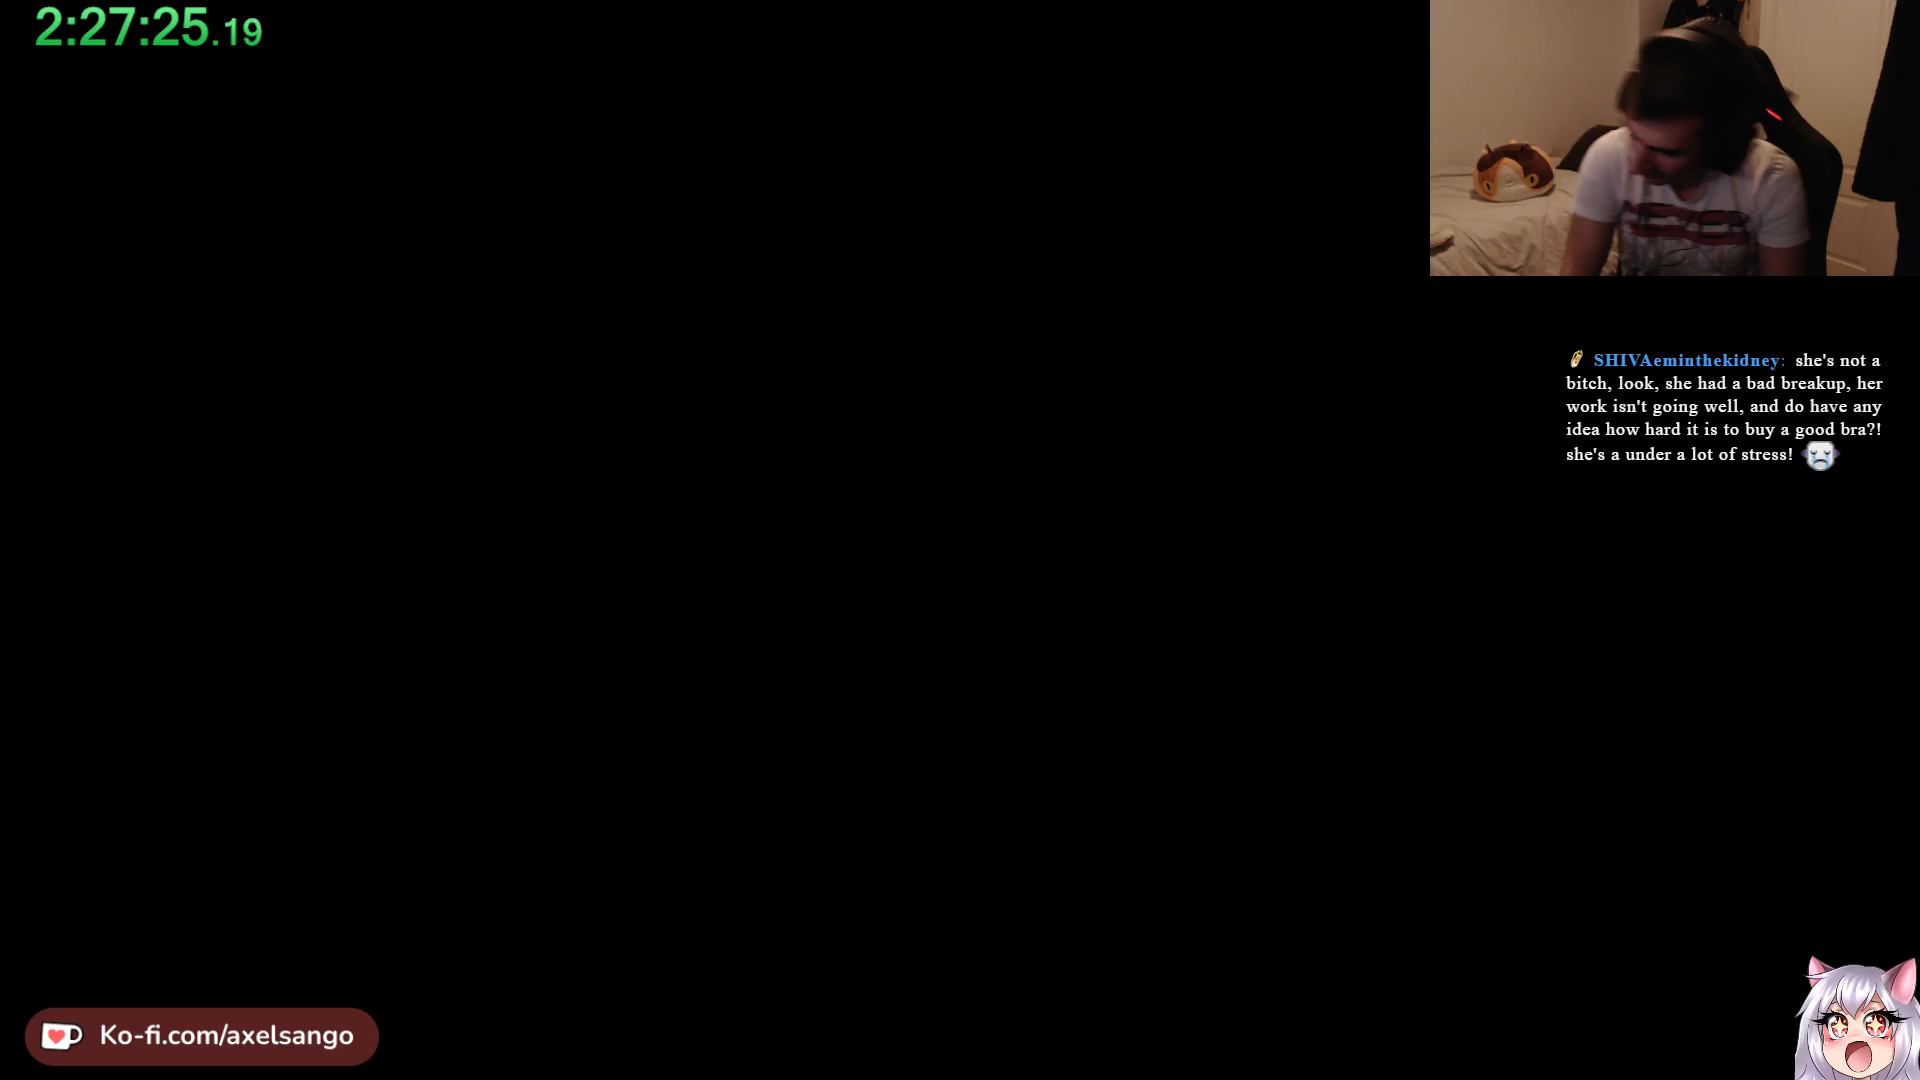 2:27:25.19
SHIVAeminthekidney: she's not a
bitch, look, she had a bad breakup, her
work isn't going well, and do have any
idea how hard it is to buy a good bra?!
she's a under a lot of stress!
Ko-fi.com/axelsango